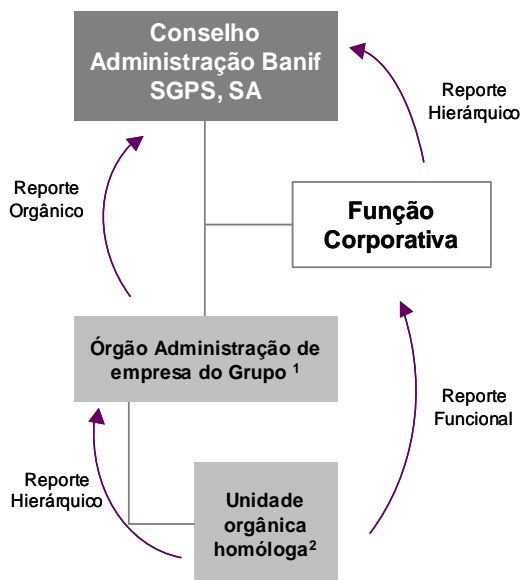 Conselho
Administração Banif
SGPS, SA
Reporte
Hierárquico
Reporte
Orgânico
Função
Corporativa
Órgão Administração de
empresa do Grupo ¹
Reporte
Funcional
Reporte
Hierárquico
Unidade
orgânica
homóloga²